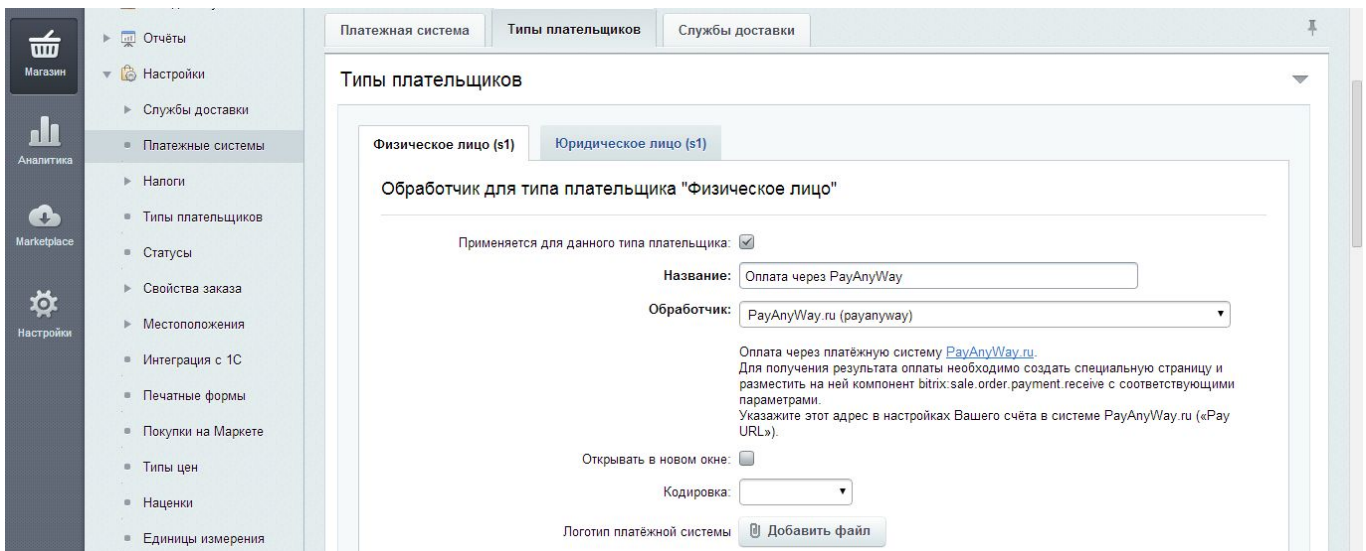 Магазин
Аналитика
Marketplace
Настройки
Отчёты
Настройки
Службы доставки
Платежные системы
Налоги
Типы плательщиков
Статусы
Свойства заказа
Местоположения
Интеграция с 1С
Печатные формы
Покупки на Маркете
Типы цен
Наценки
Единицы измерения
Платежная система
Типы плательщиков
Службы доставки
Типы плательщиков
Физическое лицо (s1)
Юридическое лицо (s1)
Обработчик для типа плательщика "Физическое лицо"
Применяется для данного типа плательщика:
Название: Оплата через PayAnyWay
Обработчик: PayAnyWay.ru (payanyway)
Оплата через платёжную систему PayAnyWay.ru.
Для получения результата оплаты необходимо создать специальную страницу и
разместить на ней компонент bitrix:sale.order.payment.receive с соответствующими
параметрами.
Указажите этот адрес в настройках Вашего счёта в системе PayAnyWay.ru («Pay
URL»).
Открывать в новом окне:
Кодировка:
Логотип платёжной системы Добавить файл